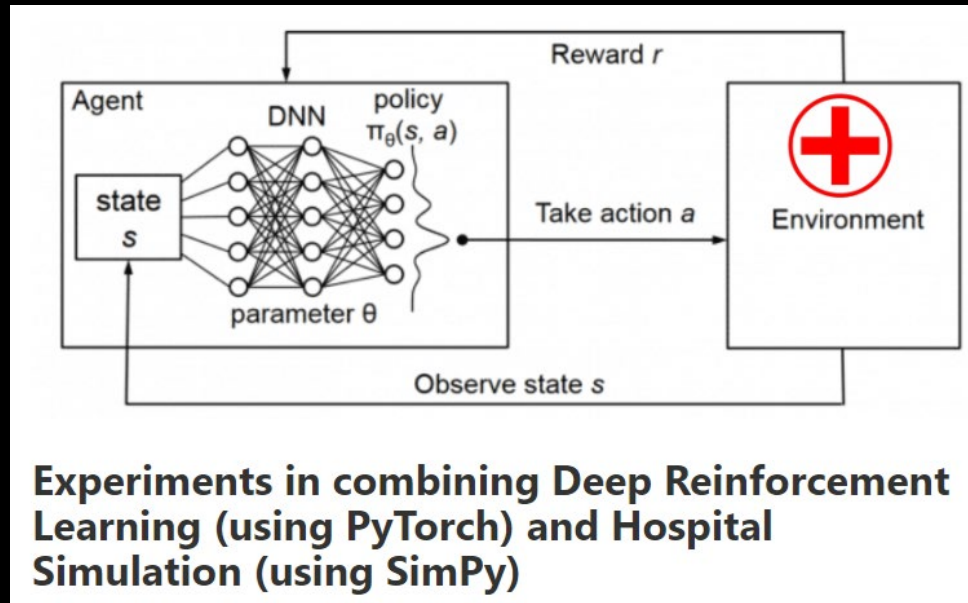 Reward r
Agent
DNN
policy
πθ(s, a)
state
s
Take action a
Environment
parameter θ
Observe state s
Experiments in combining Deep Reinforcement
Learning (using PyTorch) and Hospital
Simulation (using SimPy)